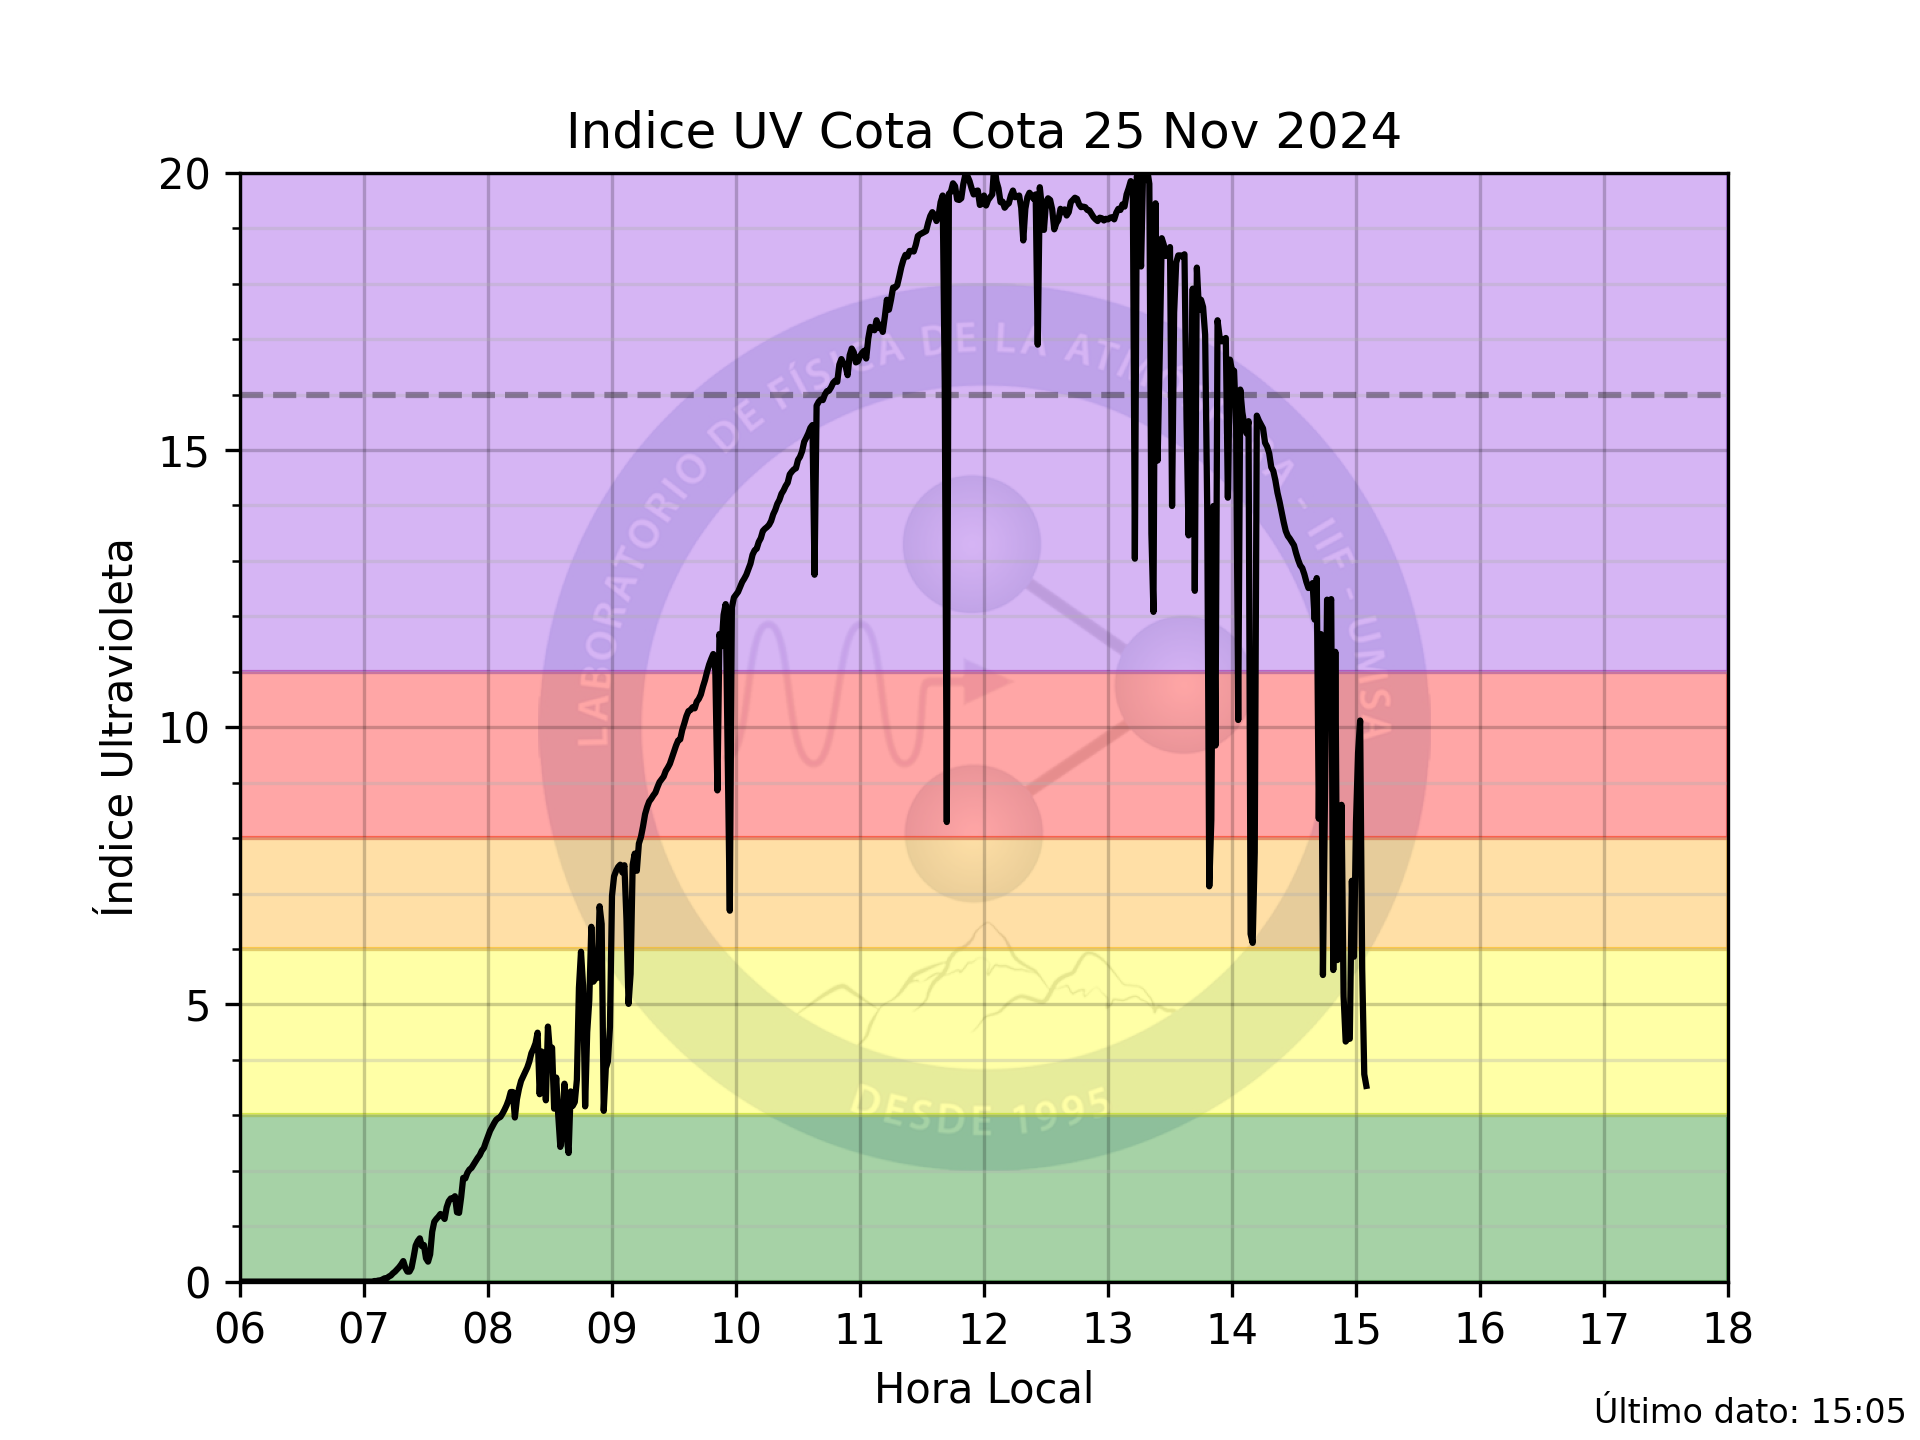 Indice UV Cota Cota 25 Nov 2024
20
15
10
5
0
Índice Ultravioleta
LABORATORIO DE FÍSICA DE LA
A - IIF - UMSA
DESDE 1995
06 07 08 09 10 11 12 13 14 15 16 17 18
Hora Local
Último dato: 15:05